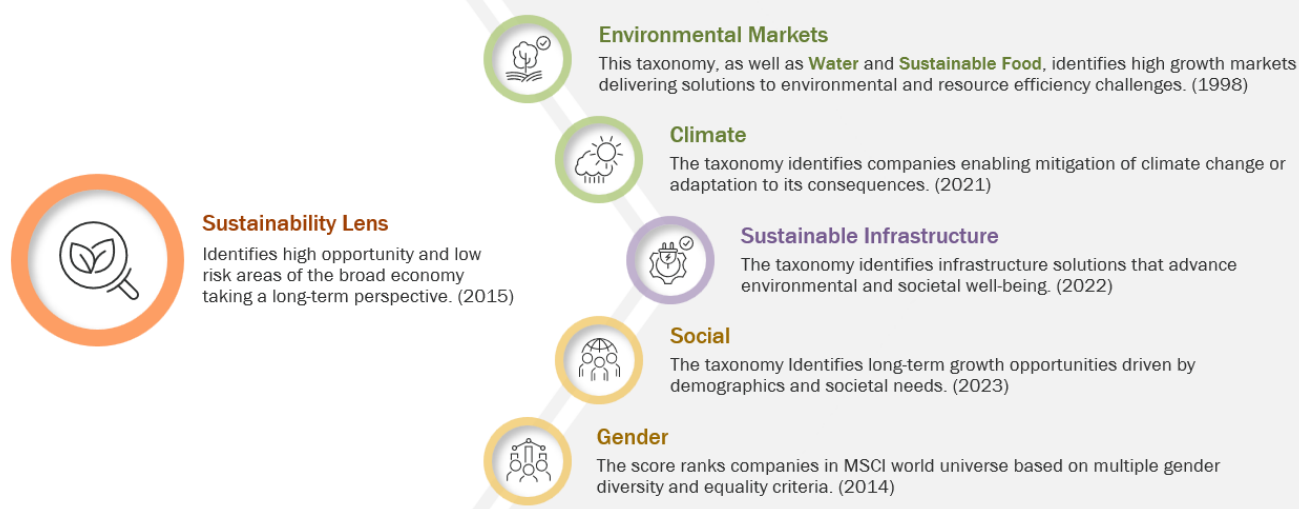 Sustainability Lens
Identifies high opportunity and low
risk areas of the broad economy
taking a long-term perspective. (2015)
Environmental Markets
This taxonomy, as well as Water and Sustainable Food, identifies high growth markets
delivering solutions to environmental and resource efficiency challenges. (1998)
Climate
The taxonomy identifies companies enabling mitigation of climate change or
adaptation to its consequences. (2021)
Sustainable Infrastructure
The taxonomy identifies infrastructure solutions that advance
environmental and societal well-being. (2022)
Social
The taxonomy Identifies long-term growth opportunities driven by
demographics and societal needs. (2023)
Gender
The score ranks companies in MSCI world universe based on multiple gender
diversity and equality criteria. (2014)